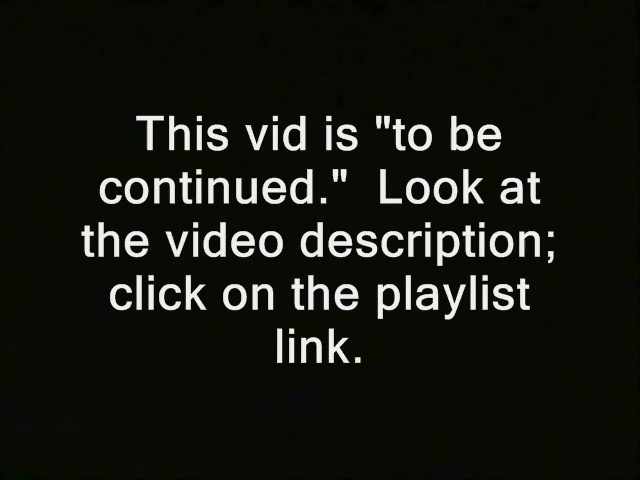 This vid is "to be
continued."  Look at
the video description;
click on the playlist
link.